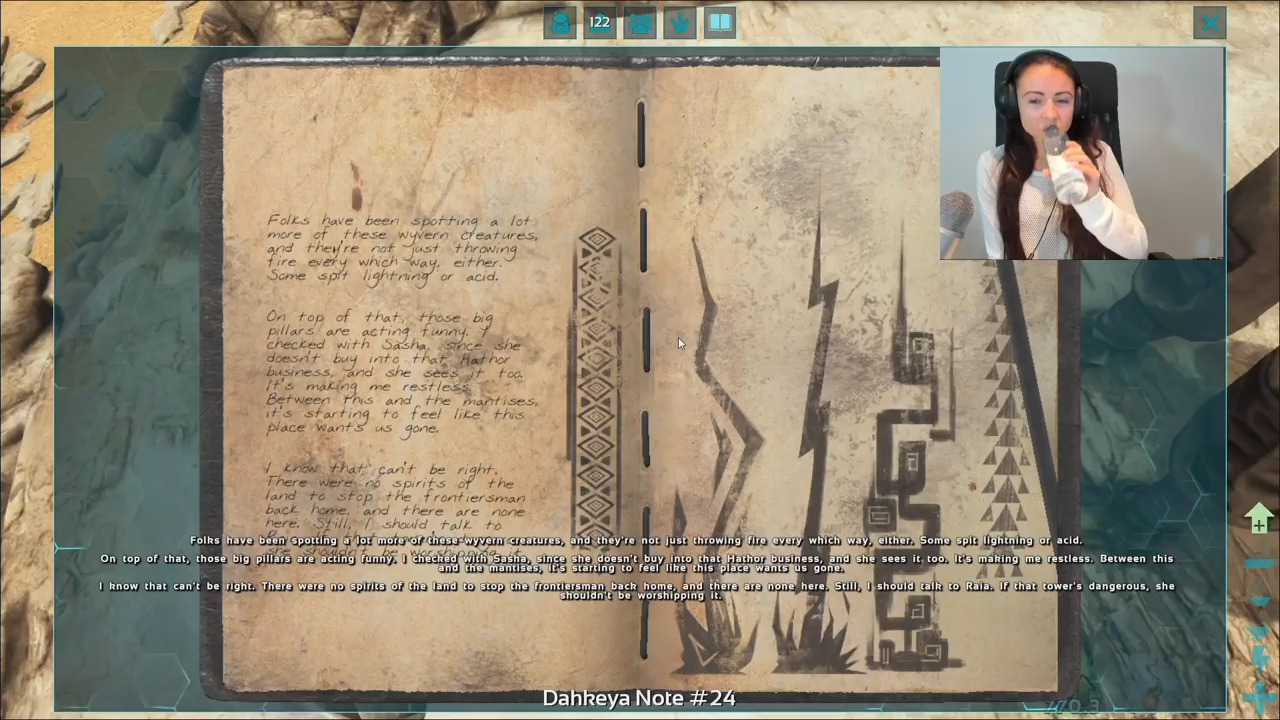 122
Folks have been spotting a lot
more of these wyvern creatures,
and they're not just throwing
fire every which way, either.
Some spit lightning or acid.
On top of that, those big
pillars are acting funny. I
checked with Sasha, since she
doesn't buy into that Hathor
business, and she sees it too.
It's making me restless.
Between this and the mantises,
it's starting to feel like this
place wants us gone.
I know that can't be right.
There were no spirits of the
land to stop the frontiersman
back home, and there are none
here. Still, I should talk to
Folks have been spotting a lot more of these wyvern creatures, and they're not just throwing fire every which way, either. Some spit lightning or acid.
On top of that, those big pillars are acting funny. I checked with Sasha, since she doesn't buy into that Hathor business, and she sees it too. It's making me restless. Between this
and the mantises, it's starting to feel like this place wants us gone.
I know that can't be right. There were no spirits of the land to stop the frontiersman back home, and there are none here. Still, I should talk to Raia. If that tower's dangerous, she
shouldn't be worshipping it.
Dahkeya Note #24
770.3